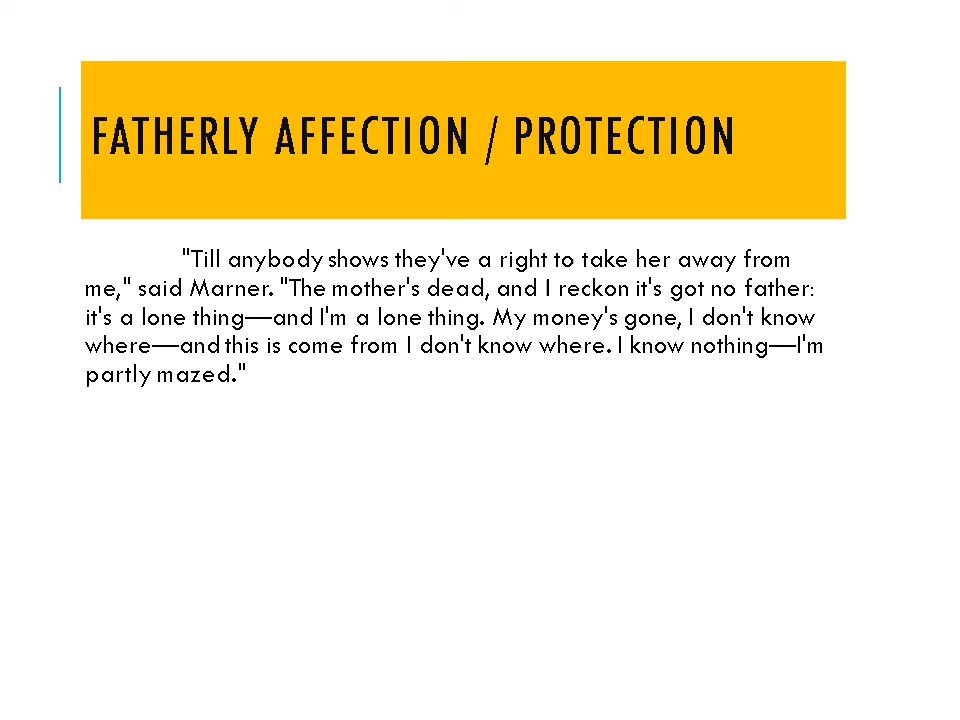 FATHERLY AFFECTION / PROTECTION
"Till anybody shows they've a right to take her away from
me," said Marner. "The mother's dead, and I reckon it's got no father:
it's a lone thing—and I'm a lone thing. My money's gone, I don't know
where—and this is come from I don't know where. I know nothing—I'm
partly mazed."